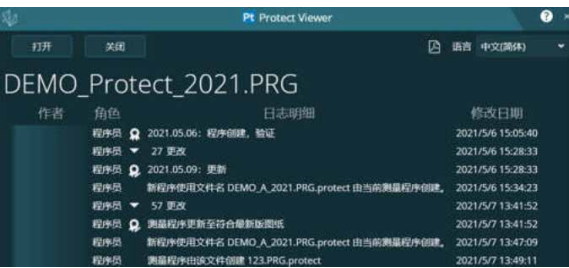 Pt Protect Viewer
打开 关闭 语言 中文(简体)
DEMO_Protect_2021.PRG
作者 角色 日志明细 修改日期
程序员 2021.05.06: 程序创建，验证 2021/5/6 15:05:40
程序员 27 更改 2021/5/6 15:28:33
程序员 2021.05.09: 更新 2021/5/6 15:28:33
程序员 新程序使用文件名 DEMO_A_2021.PRG.protect 由当前测量程序创建。 2021/5/6 15:34:23
程序员 57 更改 2021/5/7 13:41:52
程序员 测量程序更新至符合最新版图纸 2021/5/7 13:41:52
程序员 新程序使用文件名 DEMO_A_2021.PRG.protect 由当前测量程序创建。 2021/5/7 13:47:09
程序员 测量程序由该文件创建 123.PRG.protect 2021/5/7 13:49:11